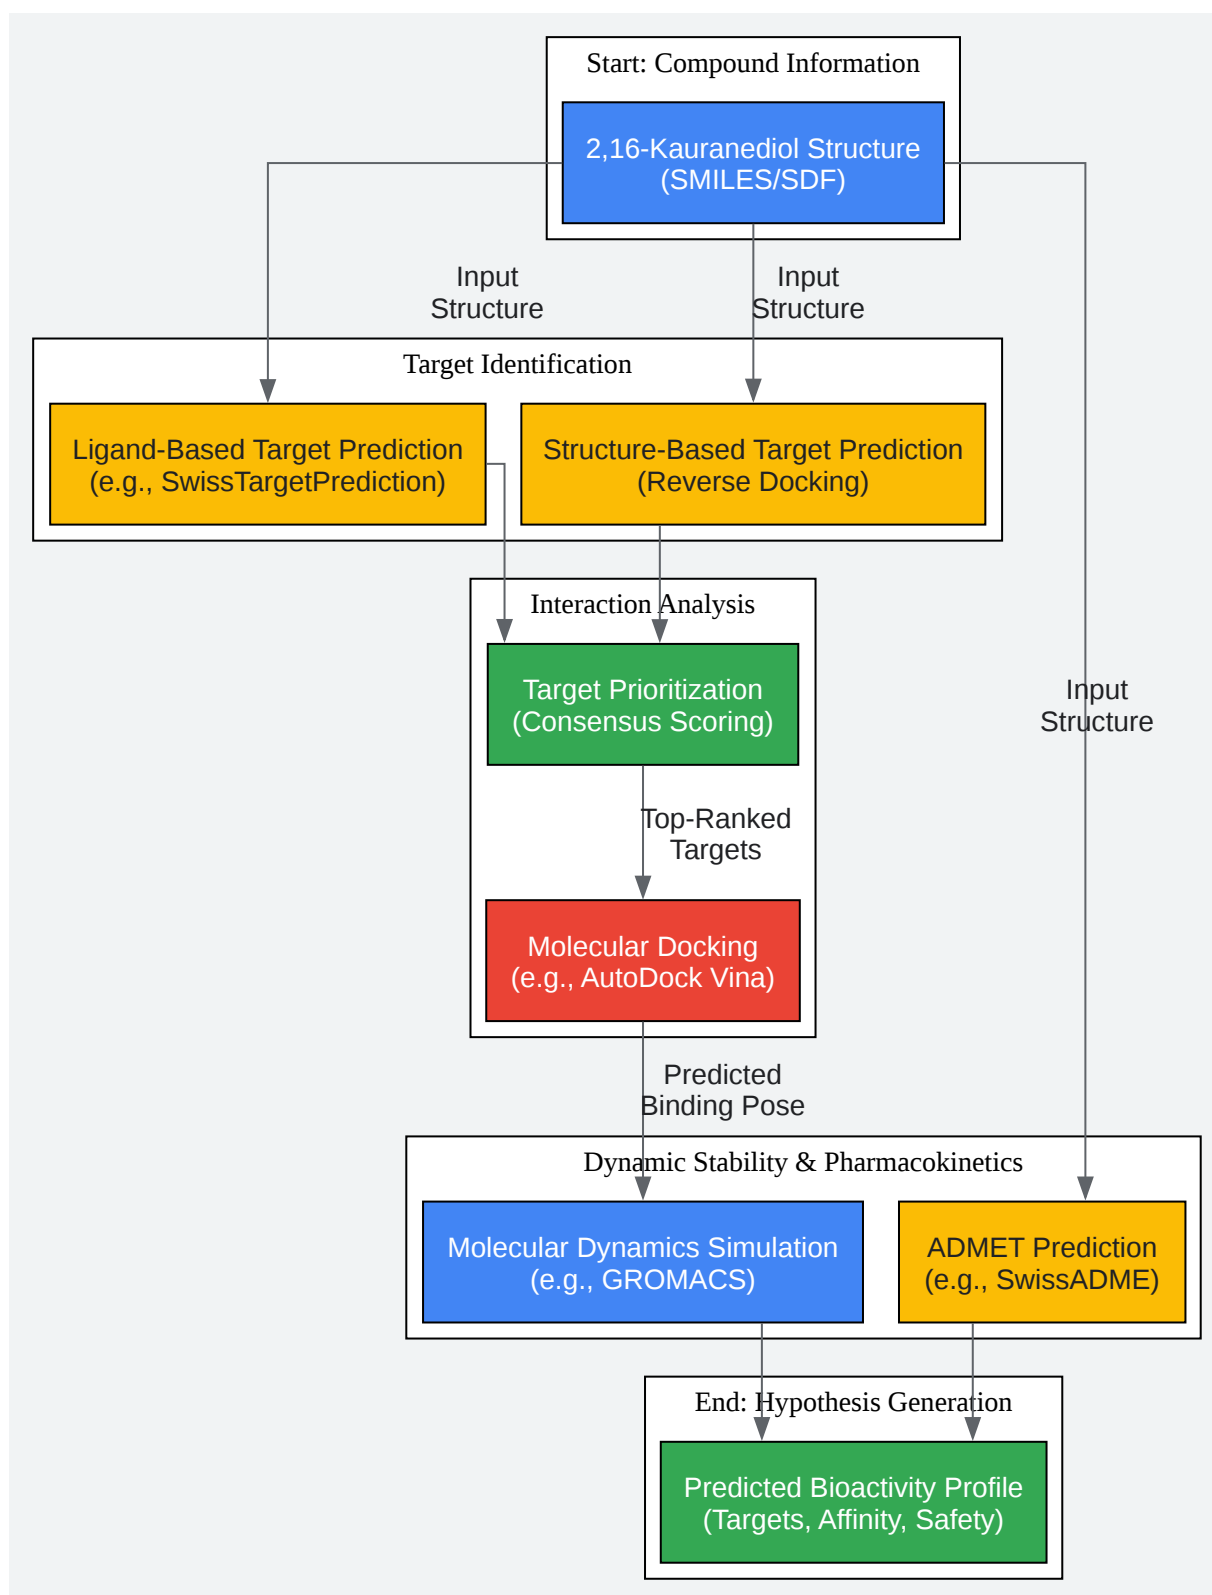 Start: Compound Information
2,16-Kauranediol Structure
(SMILES/SDF)
Input
Structure
Input
Structure
Target Identification
Ligand-Based Target Prediction
(e.g., SwissTargetPrediction)
Structure-Based Target Prediction
(Reverse Docking)
Interaction Analysis
Target Prioritization
(Consensus Scoring)
Input
Structure
Top-Ranked
Targets
Molecular Docking
(e.g., AutoDock Vina)
Predicted
Binding Pose
Dynamic Stability & Pharmacokinetics
Molecular Dynamics Simulation
(e.g., GROMACS)
ADMET Prediction
(e.g., SwissADME)
End: Hypothesis Generation
Predicted Bioactivity Profile
(Targets, Affinity, Safety)